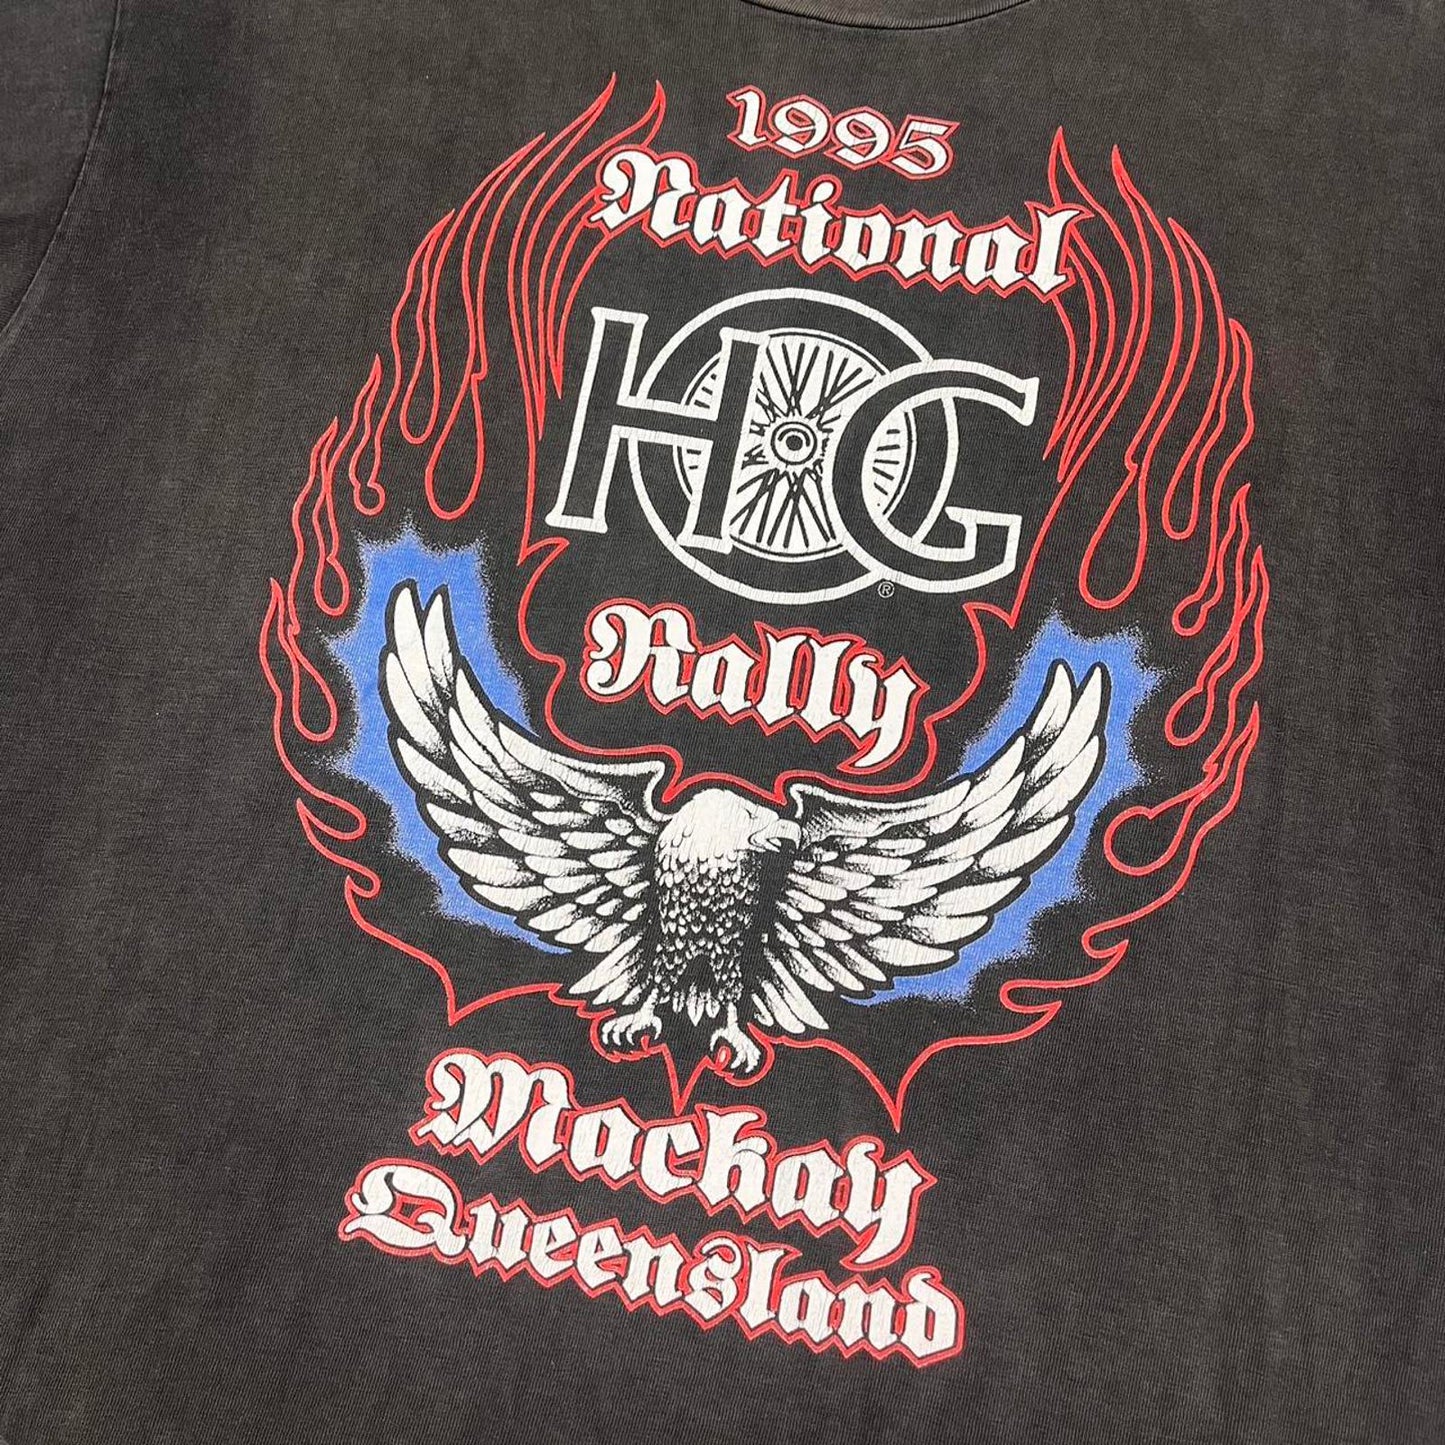 1995
National
HOG
®
Rally
Mackay
Queensland